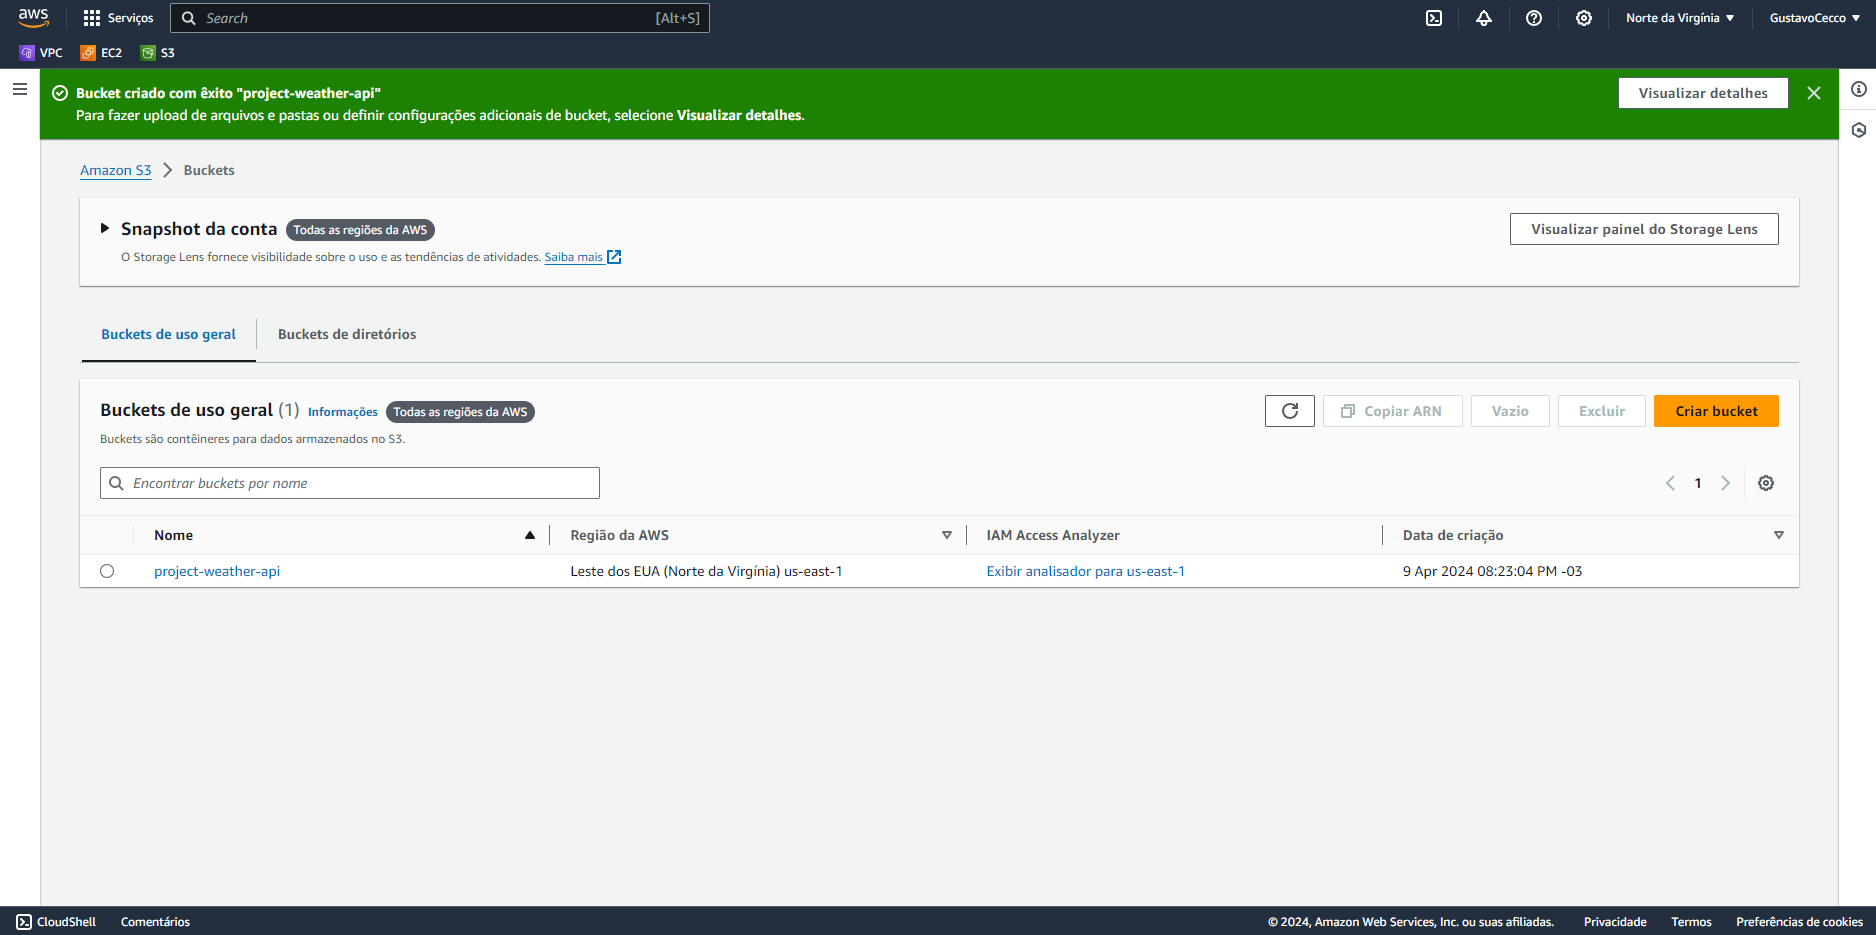 aws Serviços Search [Alt+S] Norte da Virgínia GustavoCecco
VPC EC2 S3
Bucket criado com êxito "project-weather-api"
Para fazer upload de arquivos e pastas ou definir configurações adicionais de bucket, selecione Visualizar detalhes.
Visualizar detalhes
Amazon S3 Buckets
Snapshot da conta Todas as regiões da AWS
O Storage Lens fornece visibilidade sobre o uso e as tendências de atividades. Saiba mais
Visualizar painel do Storage Lens
Buckets de uso geral Buckets de diretórios
Buckets de uso geral (1) Informações Todas as regiões da AWS
Buckets são contêineres para dados armazenados no S3.
Copiar ARN Vazio Excluir Criar bucket
Encontrar buckets por nome
1
Nome Região da AWS IAM Access Analyzer Data de criação
project-weather-api Leste dos EUA (Norte da Virgínia) us-east-1 Exibir analisador para us-east-1 9 Apr 2024 08:23:04 PM -03
CloudShell Comentários © 2024, Amazon Web Services, Inc. ou suas afiliadas. Privacidade Termos Preferências de cookies